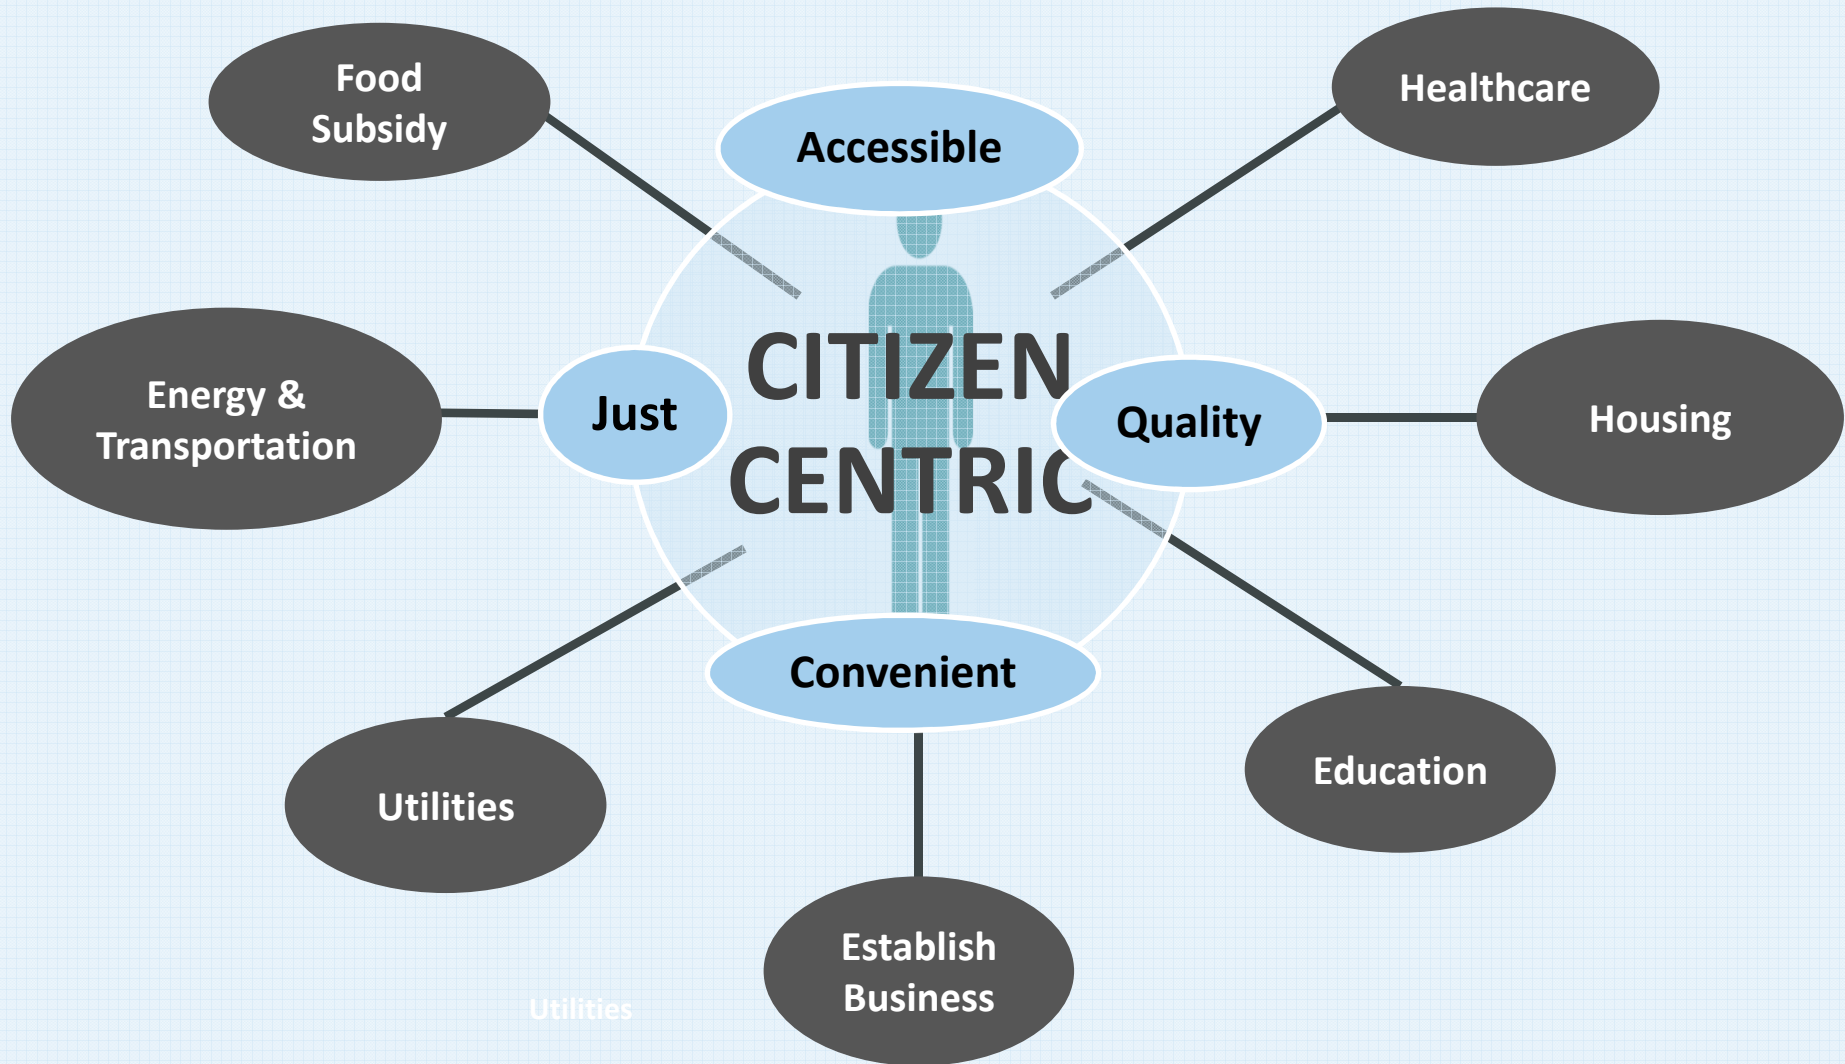 Food
Subsidy
Healthcare
Accessible
CITIZEN
CENTRIC
Energy &
Transportation
Just
Quality
Housing
Convenient
Utilities
Education
Establish
Business
Utilities